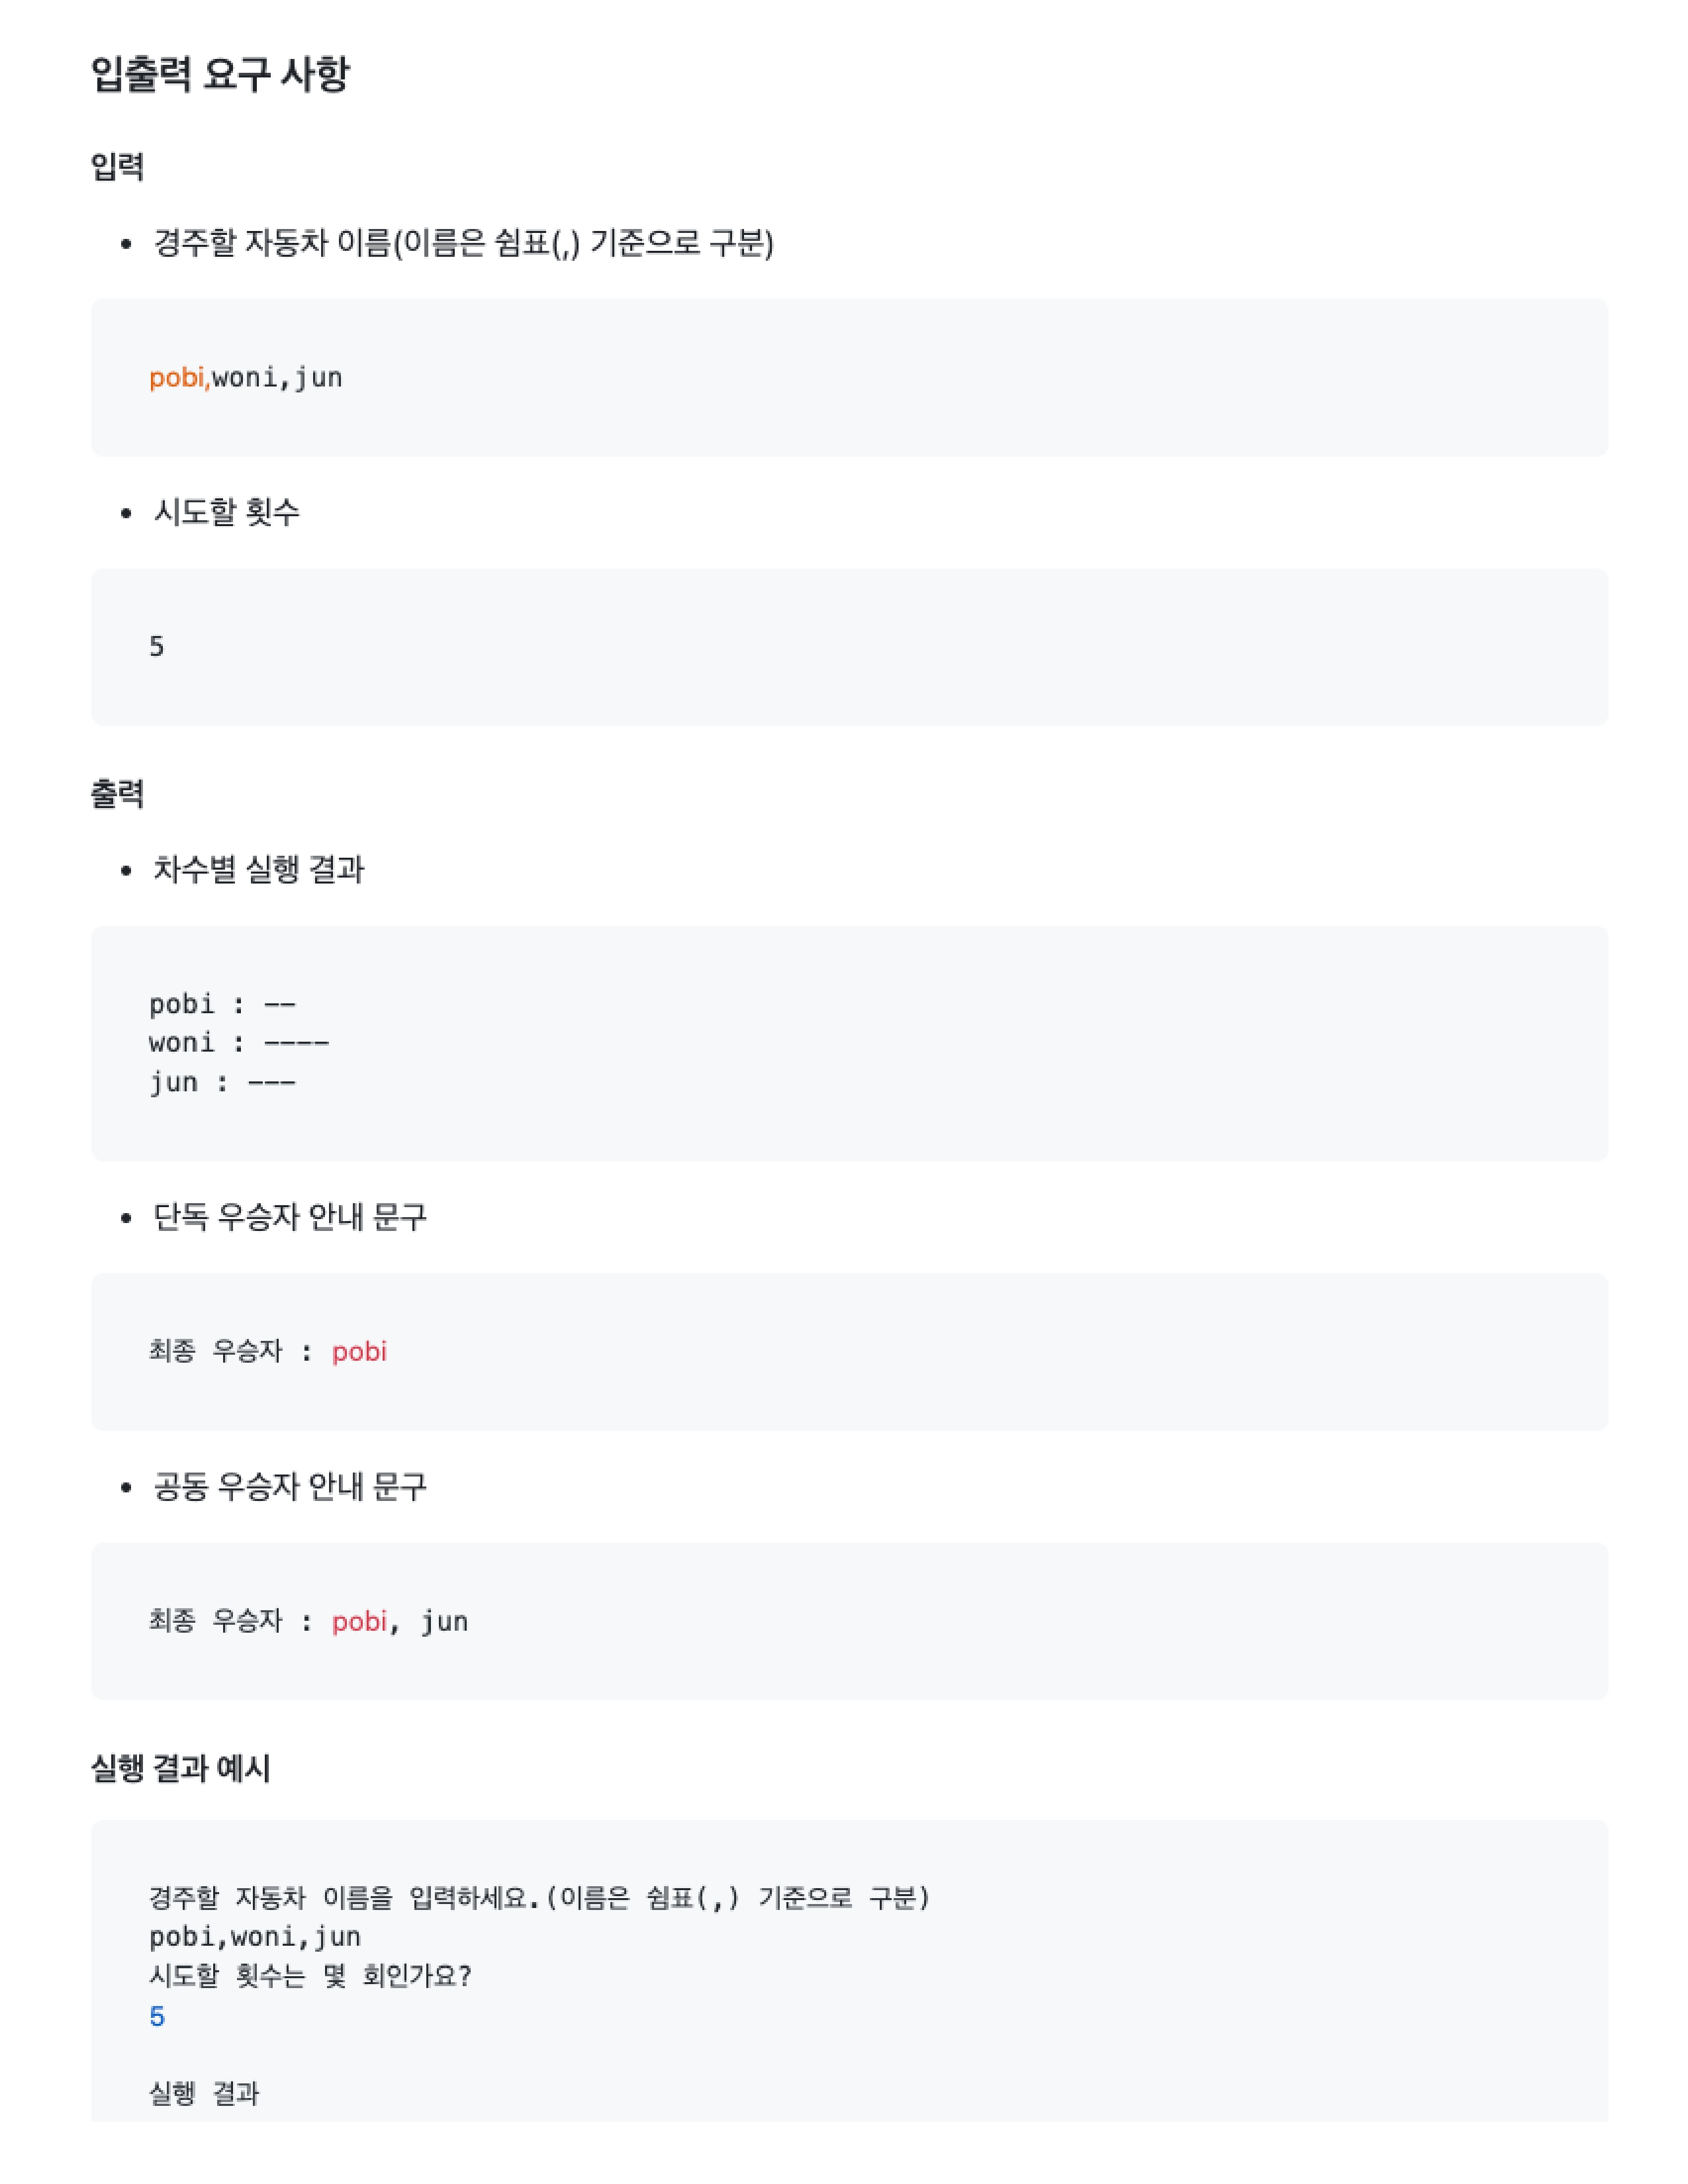 입출력 요구 사항
입력
• 경주할 자동차 이름(이름은 쉼표(,) 기준으로 구분)
pobi,woni,jun
• 시도할 횟수
5
출력
• 차수별 실행 결과
pobi : --
woni : ----
jun : ---
• 단독 우승자 안내 문구
최종 우승자 : pobi
• 공동 우승자 안내 문구
최종 우승자 : pobi, jun
실행 결과 예시
경주할 자동차 이름을 입력하세요.(이름은 쉼표(,) 기준으로 구분)
pobi,woni,jun
시도할 횟수는 몇 회인가요?
5
실행 결과